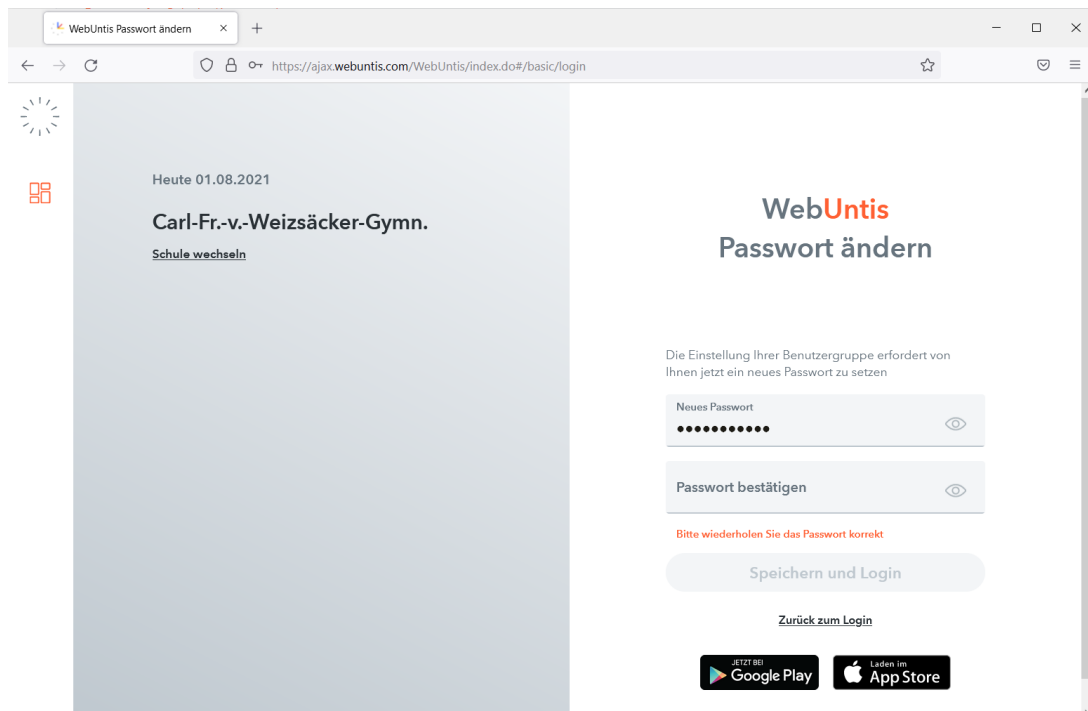 WebUntis Passwort ändern
https://ajax.webuntis.com/WebUntis/index.do#/basic/login
Heute 01.08.2021
Carl-Fr.-v.-Weizsäcker-Gymn.
Schule wechseln
WebUntis
Passwort ändern
Die Einstellung Ihrer Benutzergruppe erfordert von
Ihnen jetzt ein neues Passwort zu setzen
Neues Passwort
•••••••••••
Passwort bestätigen
Bitte wiederholen Sie das Passwort korrekt
Speichern und Login
Zurück zum Login
JETZT BEI
Google Play
Laden im
App Store